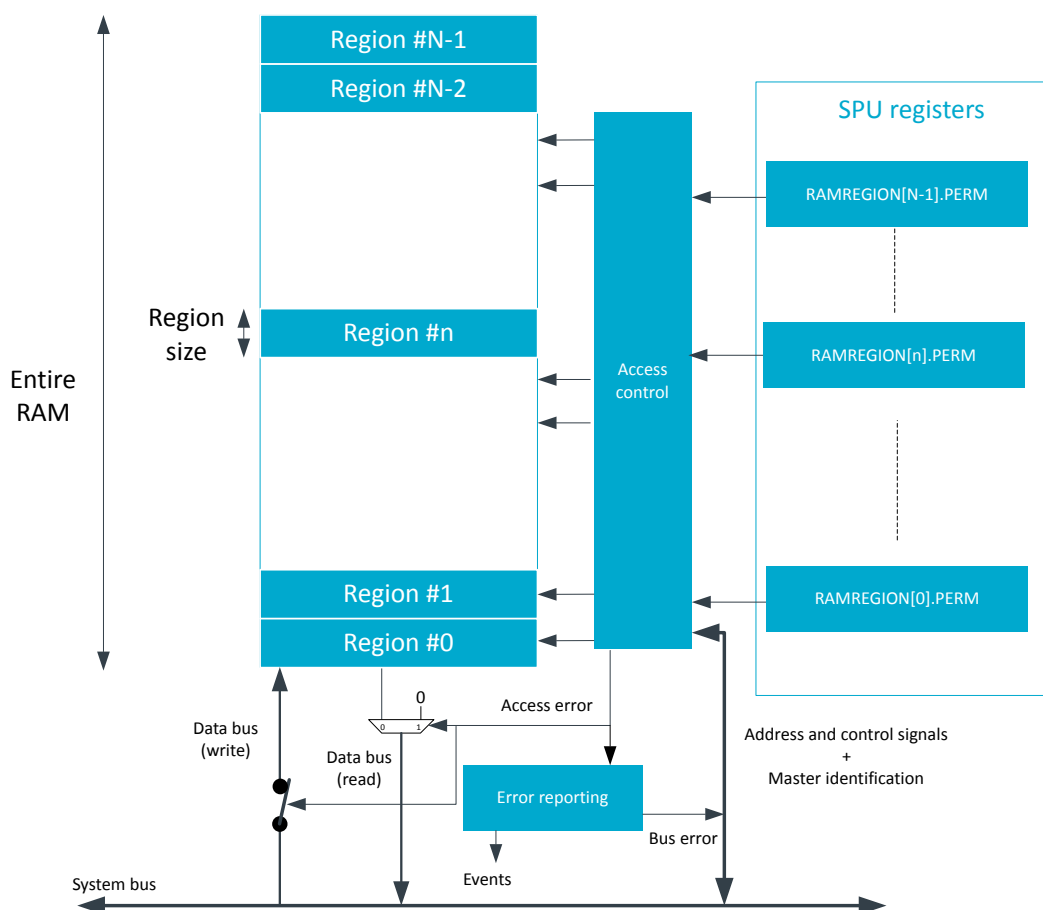 Region #N-1
Region #N-2
SPU registers
RAMREGION[N-1].PERM
Region
size
Region #n
RAMREGION[n].PERM
Entire
RAM
Access
control
Region #1
RAMREGION[0].PERM
Region #0
0
Access error
0
1
Data bus
(write)
Data bus
(read)
Address and control signals
+
Master identification
Error reporting
Bus error
Events
System bus